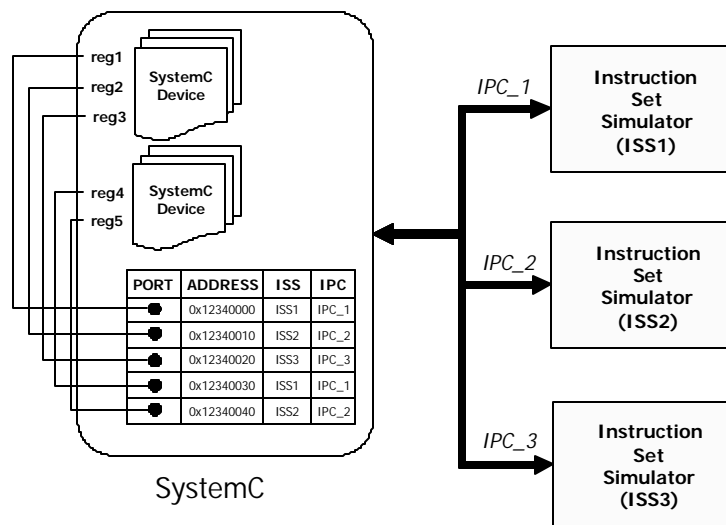 reg1
reg2
reg3
SystemC
Device
reg4
reg5
SystemC
Device
PORT ADDRESS ISS IPC
0x12340000 ISS1 IPC_1
0x12340010 ISS2 IPC_2
0x12340020 ISS3 IPC_3
0x12340030 ISS1 IPC_1
0x12340040 ISS2 IPC_2
SystemC
IPC_1
Instruction
Set
Simulator
(ISS1)
IPC_2
Instruction
Set
Simulator
(ISS2)
IPC_3
Instruction
Set
Simulator
(ISS3)